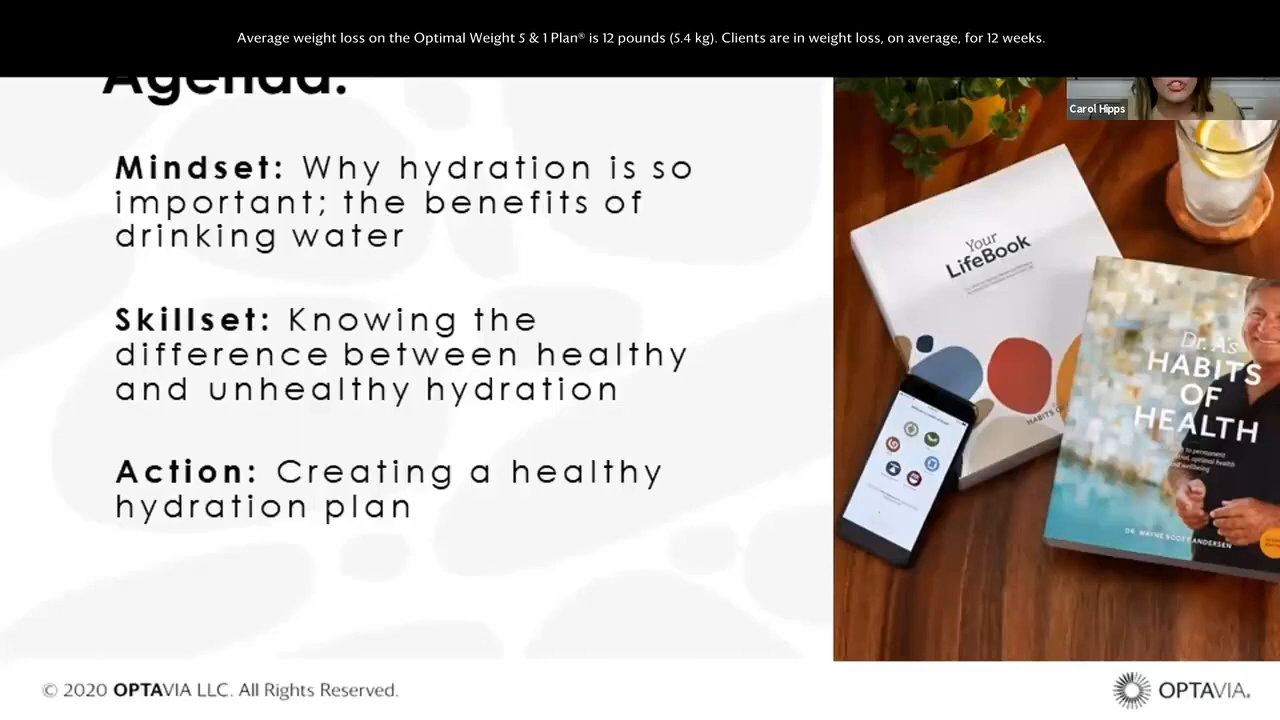 Average weight loss on the Optimal Weight 5 & 1 Plan® is 12 pounds (5.4 kg). Clients are in weight loss, on average, for 12 weeks.
Agenda:
Carol Hipps
Mindset: Why hydration is so
important; the benefits of
drinking water
Skillset: Knowing the
difference between healthy
and unhealthy hydration
Action: Creating a healthy
hydration plan
Your
LifeBook
HABITS
Dr. A's
HABITS
OF
HEALTH
DR. WAYNE SCOTT ANDERSEN
© 2020 OPTAVIA LLC. All Rights Reserved.
OPTAVIA®